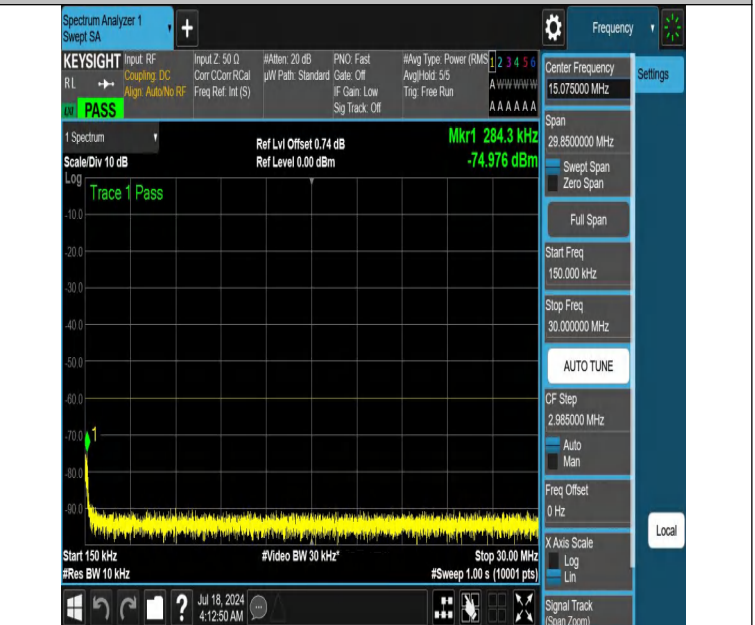 Spectrum Analyzer 1
Swept SA
+
Frequency
KEYSIGHT
RL
PASS
Input: RF
Coupling: DC
Align: Auto/No RF
Input Z: 50 Ω
Corr CCorr RCal
Freq Ref: Int (S)
#Atten: 20 dB
µW Path: Standard
PNO: Fast
Gate: Off
IF Gain: Low
Sig Track: Off
#Avg Type: Power (RMS
Avg|Hold: 5/5
Trig: Free Run
1 2 3 4 5 6
A W W W W W
A A A A A A
1 Spectrum
Scale/Div 10 dB
Ref Lvl Offset 0.74 dB
Ref Level 0.00 dBm
Mkr1 284.3 kHz
-74.976 dBm
Log
Trace 1 Pass
-10.0
-20.0
-30.0
-40.0
-50.0
-60.0
-70.0
1
-80.0
-90.0
Start 150 kHz
#Res BW 10 kHz
#Video BW 30 kHz*
Stop 30.00 MHz
#Sweep 1.00 s (10001 pts)
?
Jul 18, 2024
4:12:50 AM
Center Frequency
15.075000 MHz
Settings
Span
29.8500000 MHz
Swept Span
Zero Span
Full Span
Start Freq
150.000 kHz
Stop Freq
30.000000 MHz
AUTO TUNE
CF Step
2.985000 MHz
Auto
Man
Freq Offset
0 Hz
Local
X Axis Scale
Log
Lin
Signal Track
(Span Zoom)